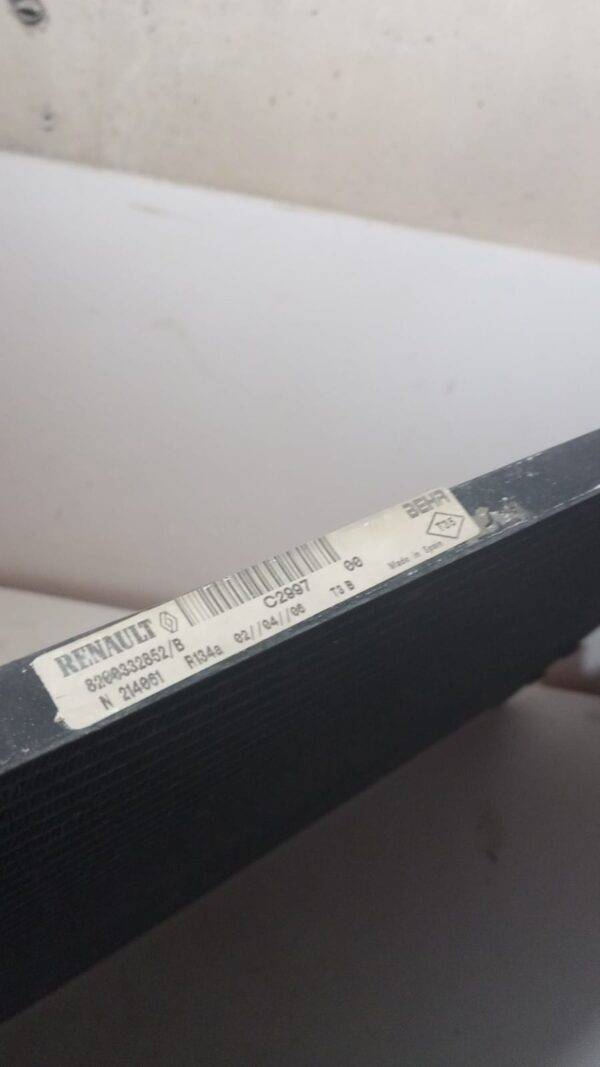 RENAULT C2997 00 BEHR
8200332852/B R134a 02//04//06 T3 B Made in Spain
N 214061